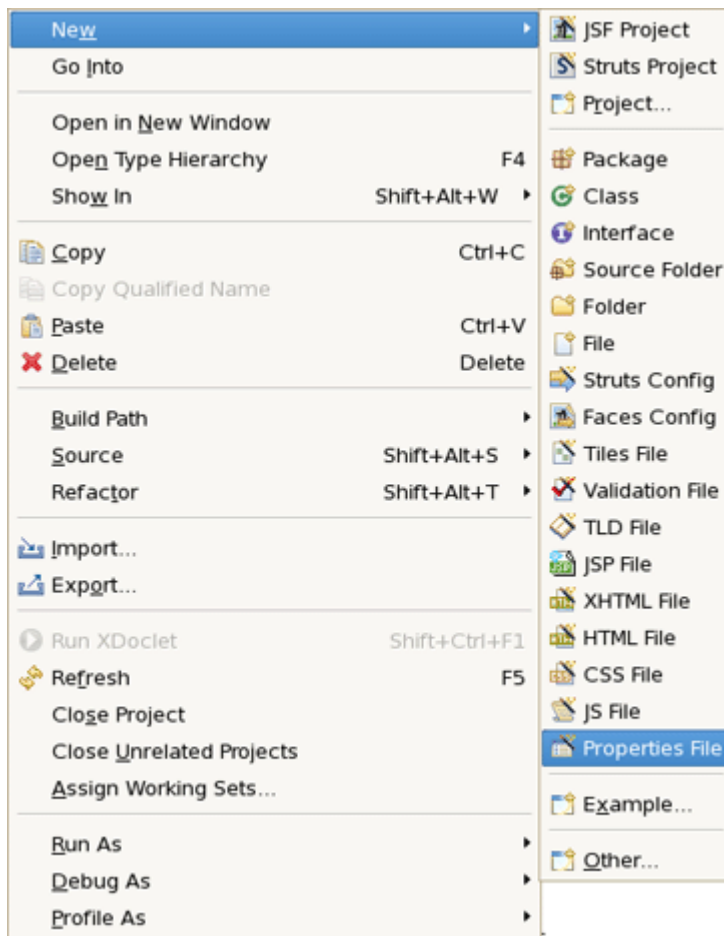 New
Go Into
Open in New Window
Open Type Hierarchy F4
Show In Shift+Alt+W
Copy Ctrl+C
Copy Qualified Name
Paste Ctrl+V
Delete Delete
Build Path
Source Shift+Alt+S
Refactor Shift+Alt+T
Import...
Export...
Run XDoclet Shift+Ctrl+F1
Refresh F5
Close Project
Close Unrelated Projects
Assign Working Sets...
Run As
Debug As
Profile As
JSF Project
Struts Project
Project...
Package
Class
Interface
Source Folder
Folder
File
Struts Config
Faces Config
Tiles File
Validation File
TLD File
JSP File
XHTML File
HTML File
CSS File
JS File
Properties File
Example...
Other...